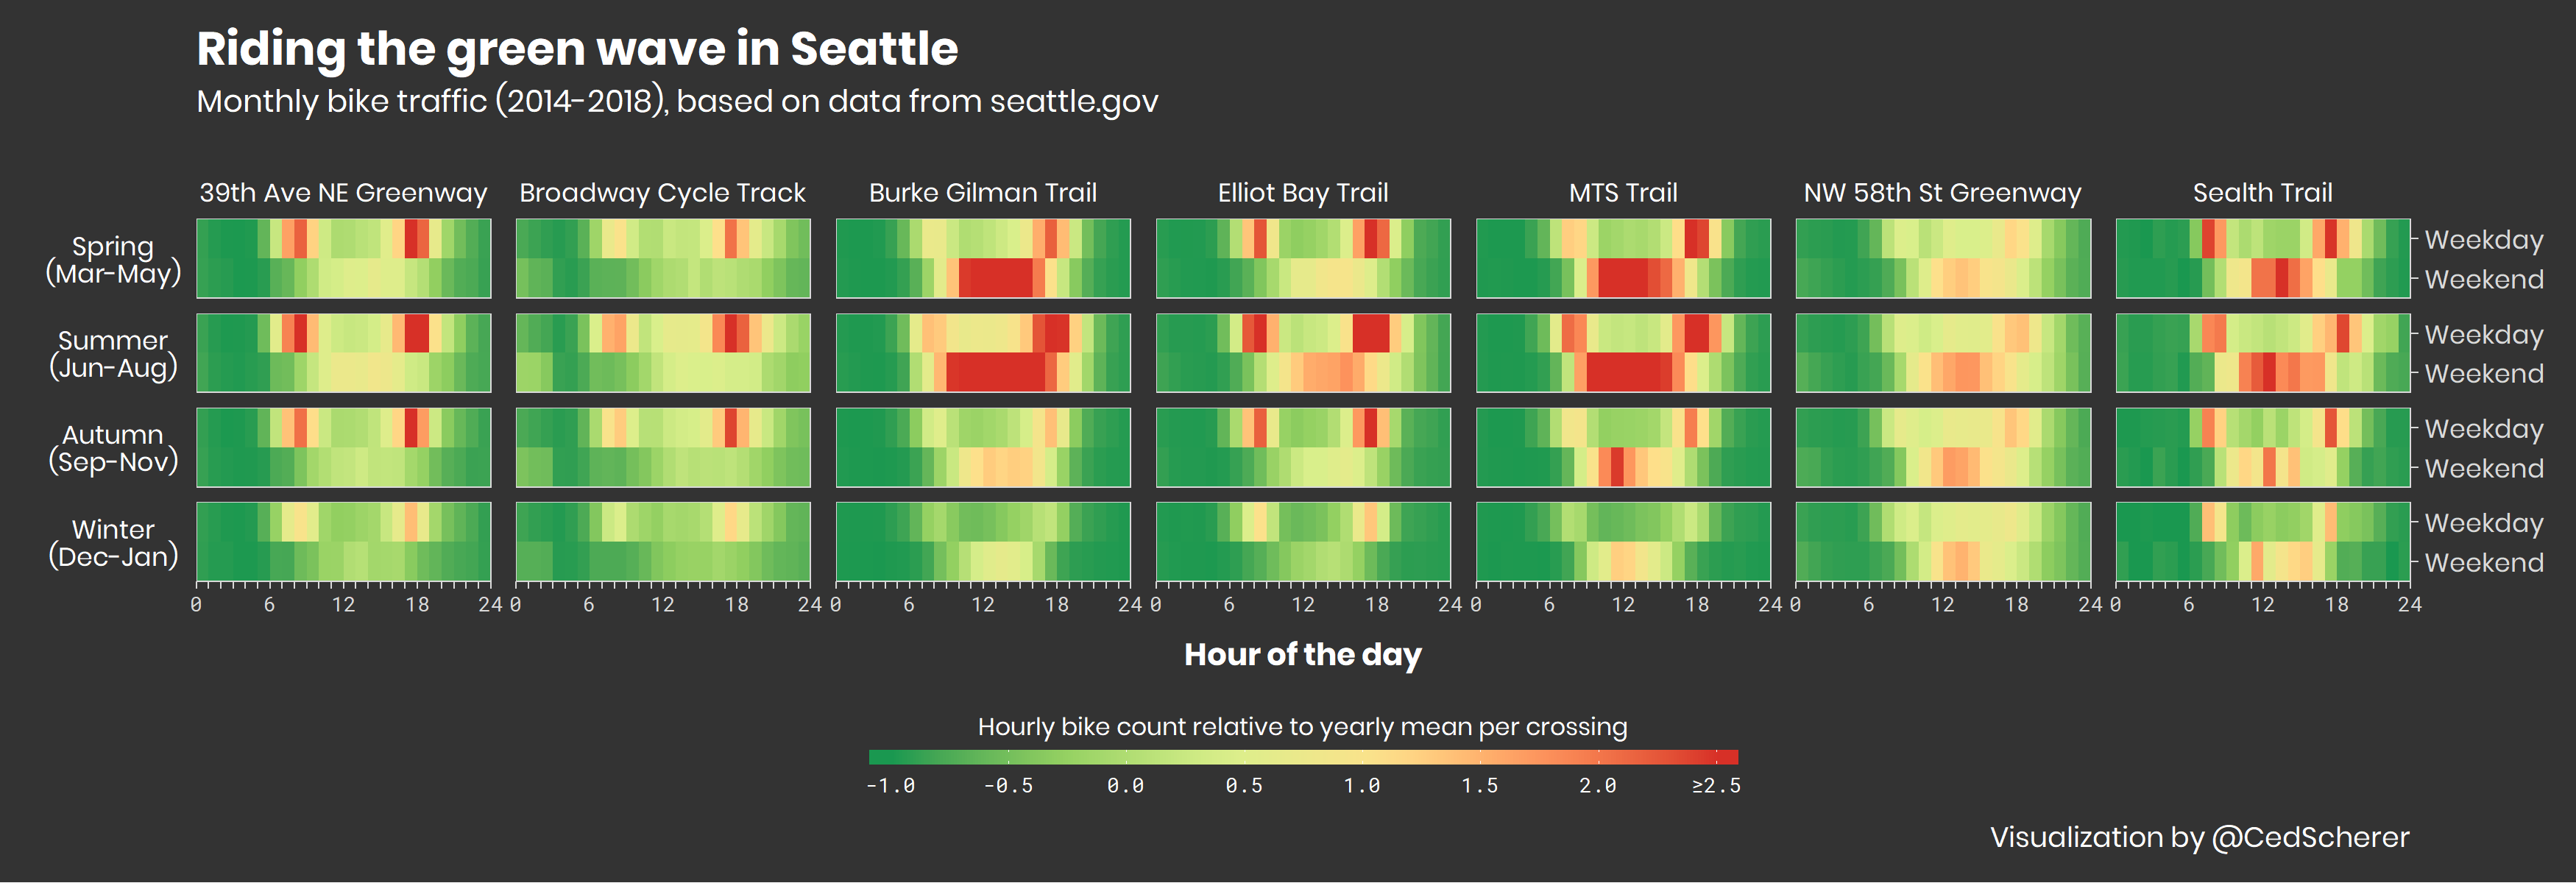 Riding the green wave in Seattle
Monthly bike traffic (2014-2018), based on data from seattle.gov
39th Ave NE Greenway Broadway Cycle Track Burke Gilman Trail Elliot Bay Trail MTS Trail NW 58th St Greenway Sealth Trail
Spring
(Mar-May)
Weekday
Weekend
Summer
(Jun-Aug)
Weekday
Weekend
Autumn
(Sep-Nov)
Weekday
Weekend
Winter
(Dec-Jan)
Weekday
Weekend
0 6 12 18 24 0 6 12 18 24 0 6 12 18 24 0 6 12 18 24 0 6 12 18 24 0 6 12 18 24 0 6 12 18 24
Hour of the day
Hourly bike count relative to yearly mean per crossing
-1.0 -0.5 0.0 0.5 1.0 1.5 2.0 ≥2.5
Visualization by @CedScherer